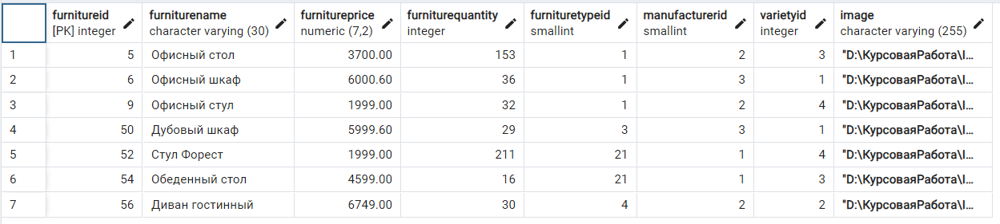 furnitureid furniturename furnitureprice furniturequantity furnituretypeid manufacturerid varietyid image
[PK] integer character varying (30) numeric (7,2) integer smallint smallint integer character varying (255)
1 5 Офисный стол 3700.00 153 1 2 3 "D:\КурсоваяРабота\I...
2 6 Офисный шкаф 6000.60 36 1 3 1 "D:\КурсоваяРабота\I...
3 9 Офисный стул 1999.00 32 1 2 4 "D:\КурсоваяРабота\I...
4 50 Дубовый шкаф 5999.60 29 3 3 1 "D:\КурсоваяРабота\I...
5 52 Стул Форест 1999.00 211 21 1 4 "D:\КурсоваяРабота\I...
6 54 Обеденный стол 4599.00 16 21 1 3 "D:\КурсоваяРабота\I...
7 56 Диван гостинный 6749.00 30 4 2 2 "D:\КурсоваяРабота\I...